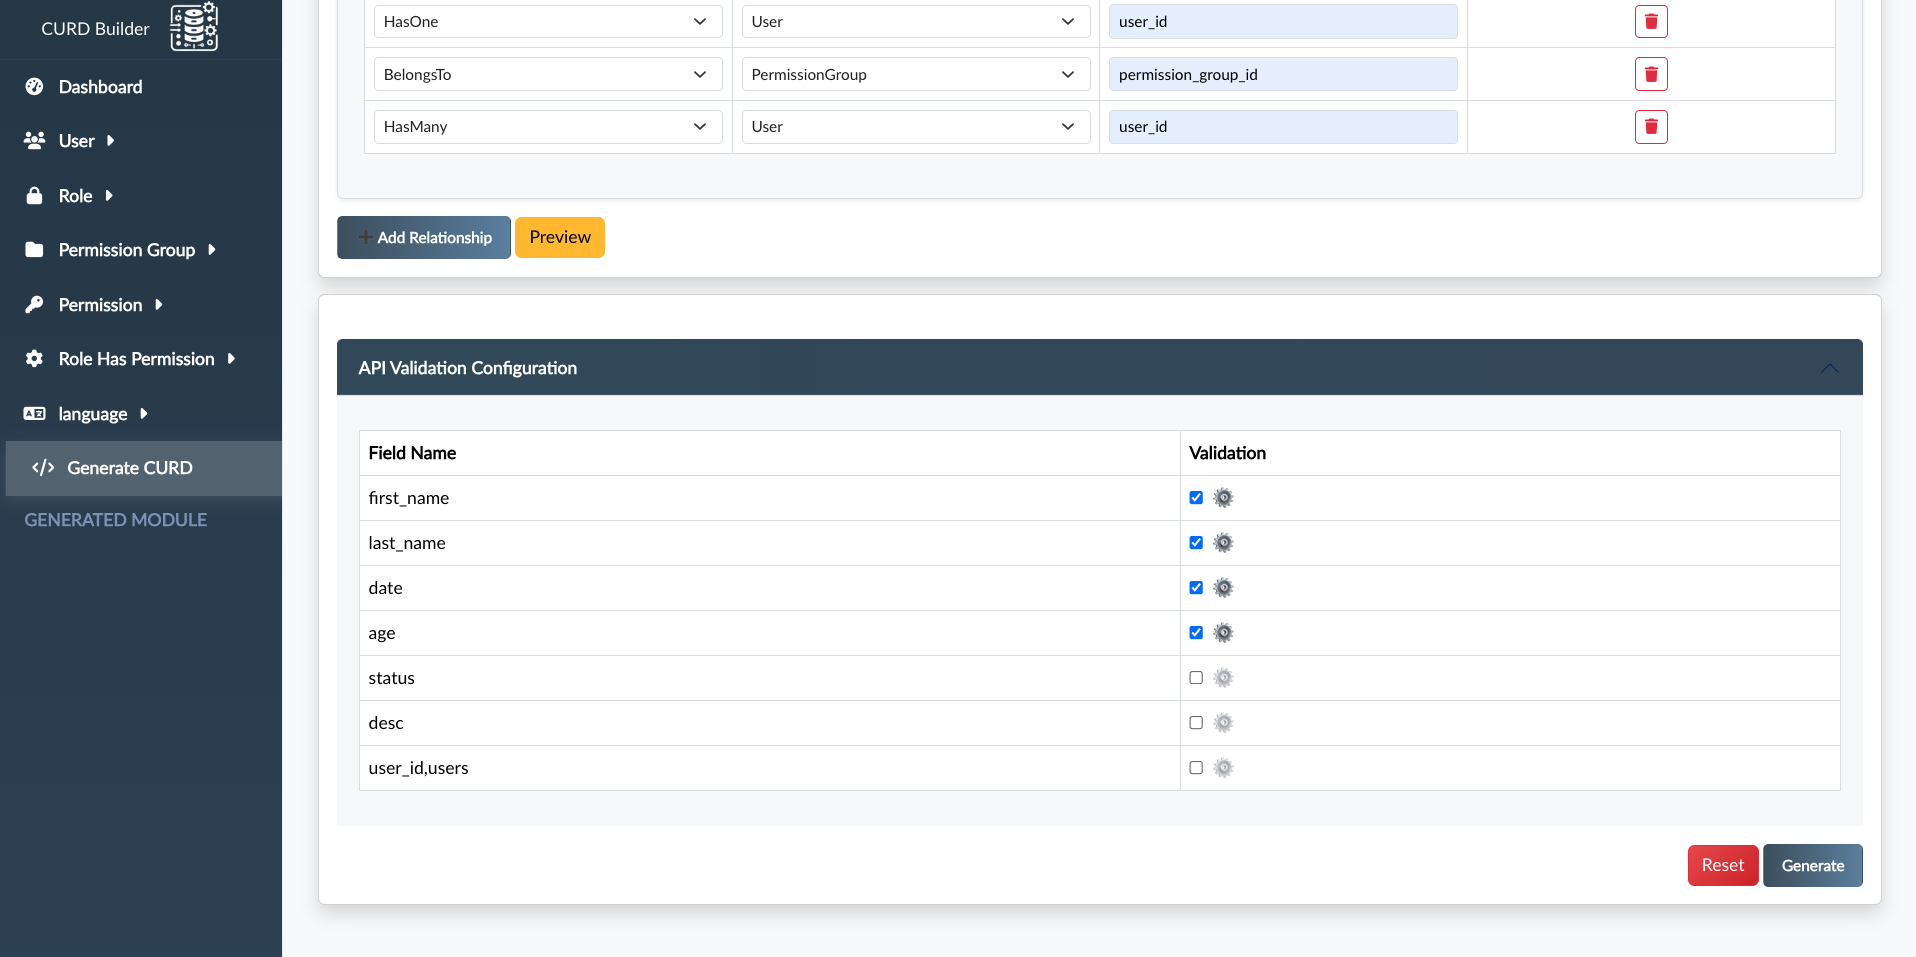 CURD Builder
Dashboard
User
Role
Permission Group
Permission
Role Has Permission
language
Generate CURD
GENERATED MODULE
HasOne User user_id
BelongsTo PermissionGroup permission_group_id
HasMany User user_id
Add Relationship Preview
API Validation Configuration
Field Name Validation
first_name
last_name
date
age
status
desc
user_id,users
Reset Generate